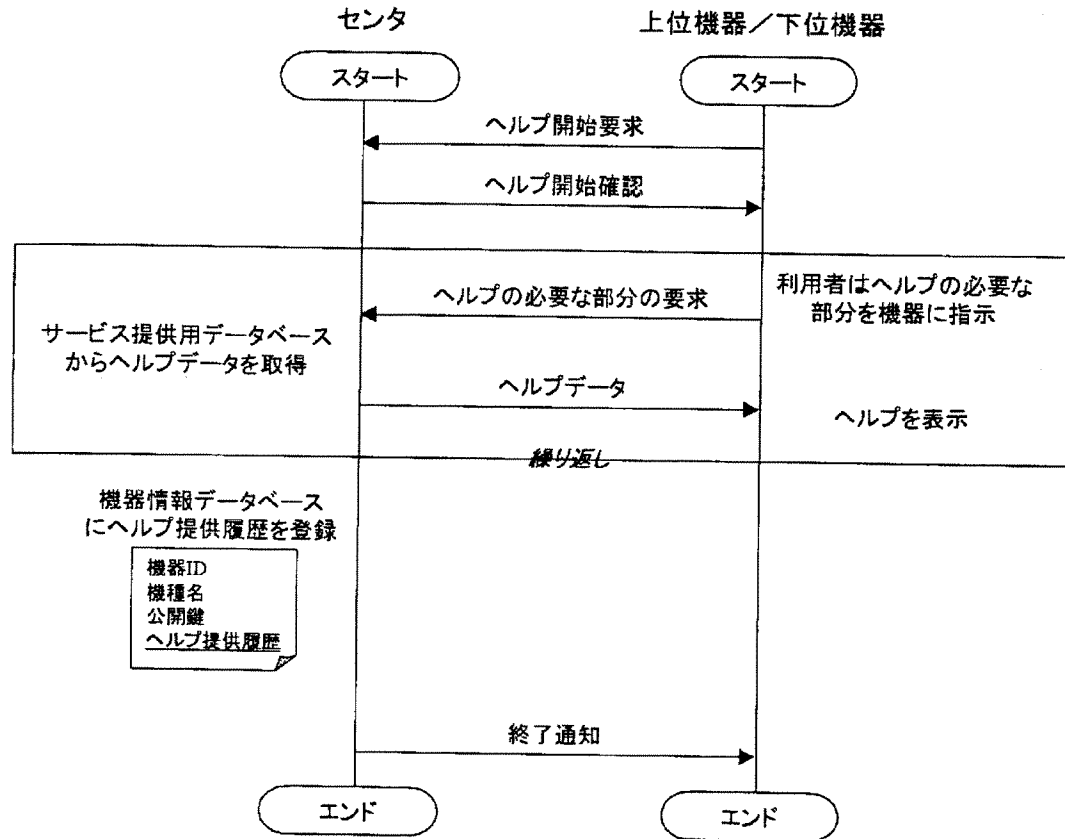 センタ
上位機器／下位機器
スタート
スタート
ヘルプ開始要求
ヘルプ開始確認
利用者はヘルプの必要な
部分を機器に指示
ヘルプの必要な部分の要求
サービス提供用データベース
からヘルプデータを取得
ヘルプデータ
ヘルプを表示
繰り返し
機器情報データベース
にヘルプ提供履歴を登録
機器ID
機種名
公開鍵
ヘルプ提供履歴
終了通知
エンド
エンド